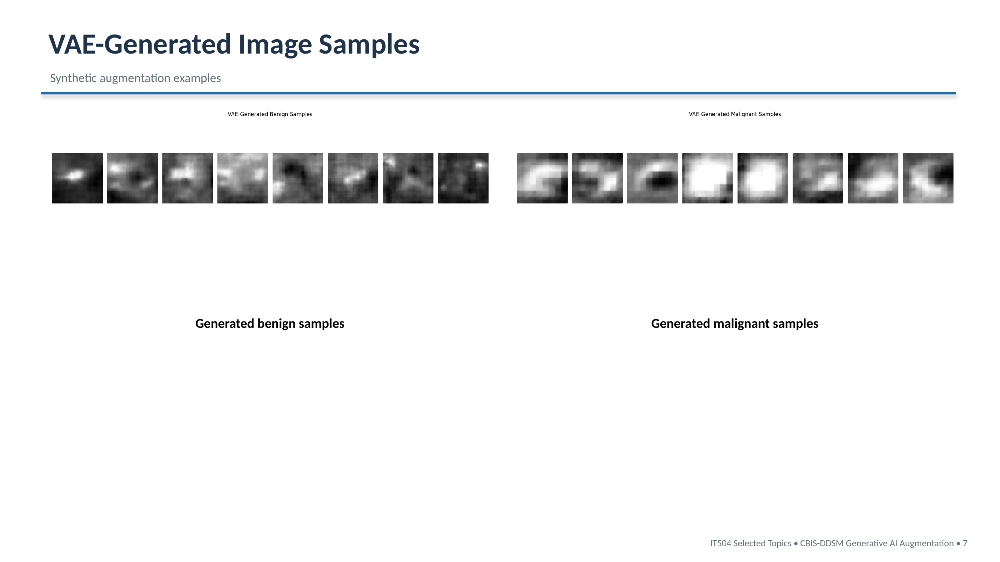 VAE-Generated Image Samples
Synthetic augmentation examples
VAE-Generated Benign Samples
VAE-Generated Malignant Samples
Generated benign samples
Generated malignant samples
IT504 Selected Topics • CBIS-DDSM Generative AI Augmentation • 7